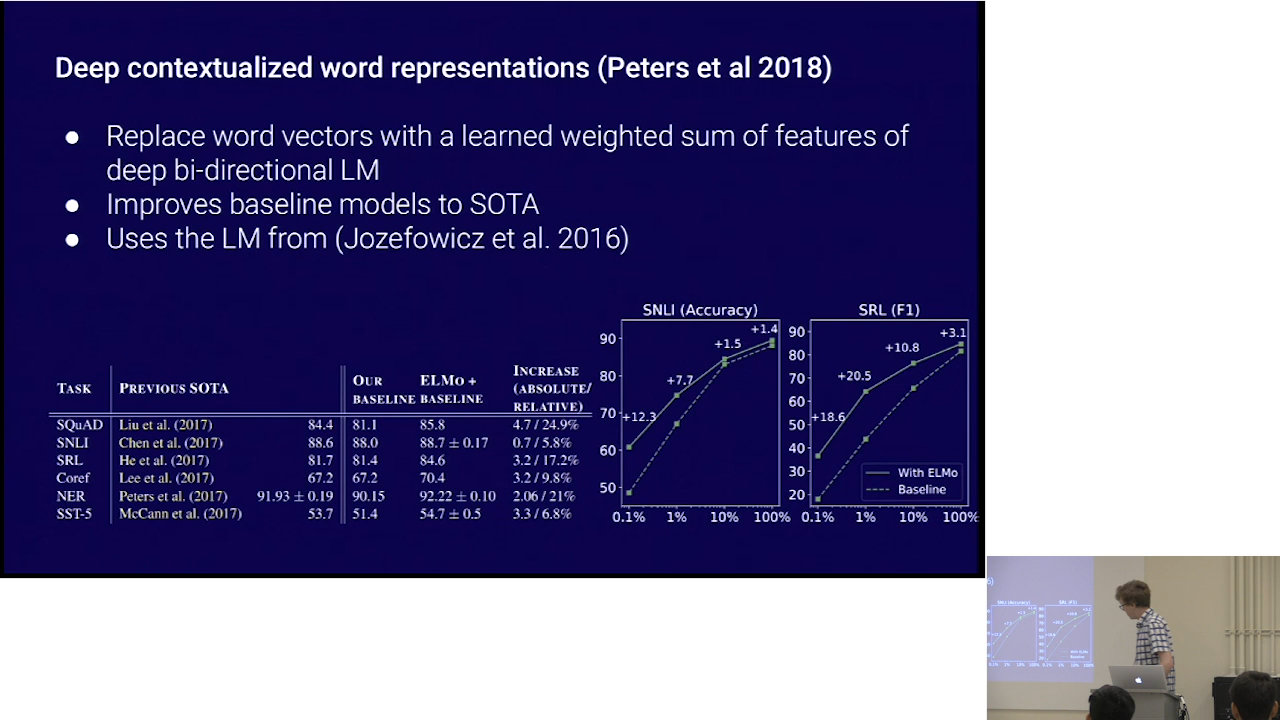 Deep contextualized word representations (Peters et al 2018)
● Replace word vectors with a learned weighted sum of features of
deep bi-directional LM
● Improves baseline models to SOTA
● Uses the LM from (Jozefowicz et al. 2016)
TASK PREVIOUS SOTA OUR BASELINE ELMO + BASELINE INCREASE (ABSOLUTE/ RELATIVE)
SQuAD Liu et al. (2017) 84.4 81.1 85.8 4.7 / 24.9%
SNLI Chen et al. (2017) 88.6 88.0 88.7 ± 0.17 0.7 / 5.8%
SRL He et al. (2017) 81.7 81.4 84.6 3.2 / 17.2%
Coref Lee et al. (2017) 67.2 67.2 70.4 3.2 / 9.8%
NER Peters et al. (2017) 91.93 ± 0.19 90.15 92.22 ± 0.10 2.06 / 21%
SST-5 McCann et al. (2017) 53.7 51.4 54.7 ± 0.5 3.3 / 6.8%
SNLI (Accuracy)
90
80
70
60
50
+12.3
+7.7
+1.5
+1.4
0.1% 1% 10% 100%
SRL (F1)
90
80
70
60
50
40
30
20
+18.6
+20.5
+10.8
+3.1
With ELMo
Baseline
0.1% 1% 10% 100%